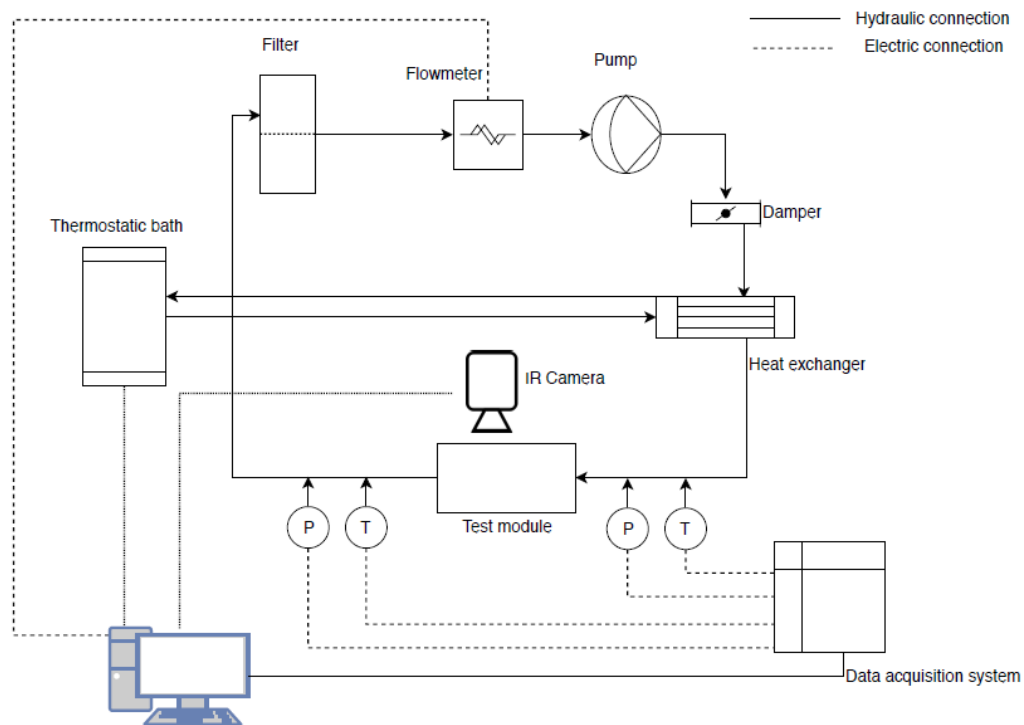 Hydraulic connection
Electric connection
Filter
Flowmeter
Pump
Damper
Thermostatic bath
Heat exchanger
IR Camera
Test module
P
T
P
T
Data acquisition system